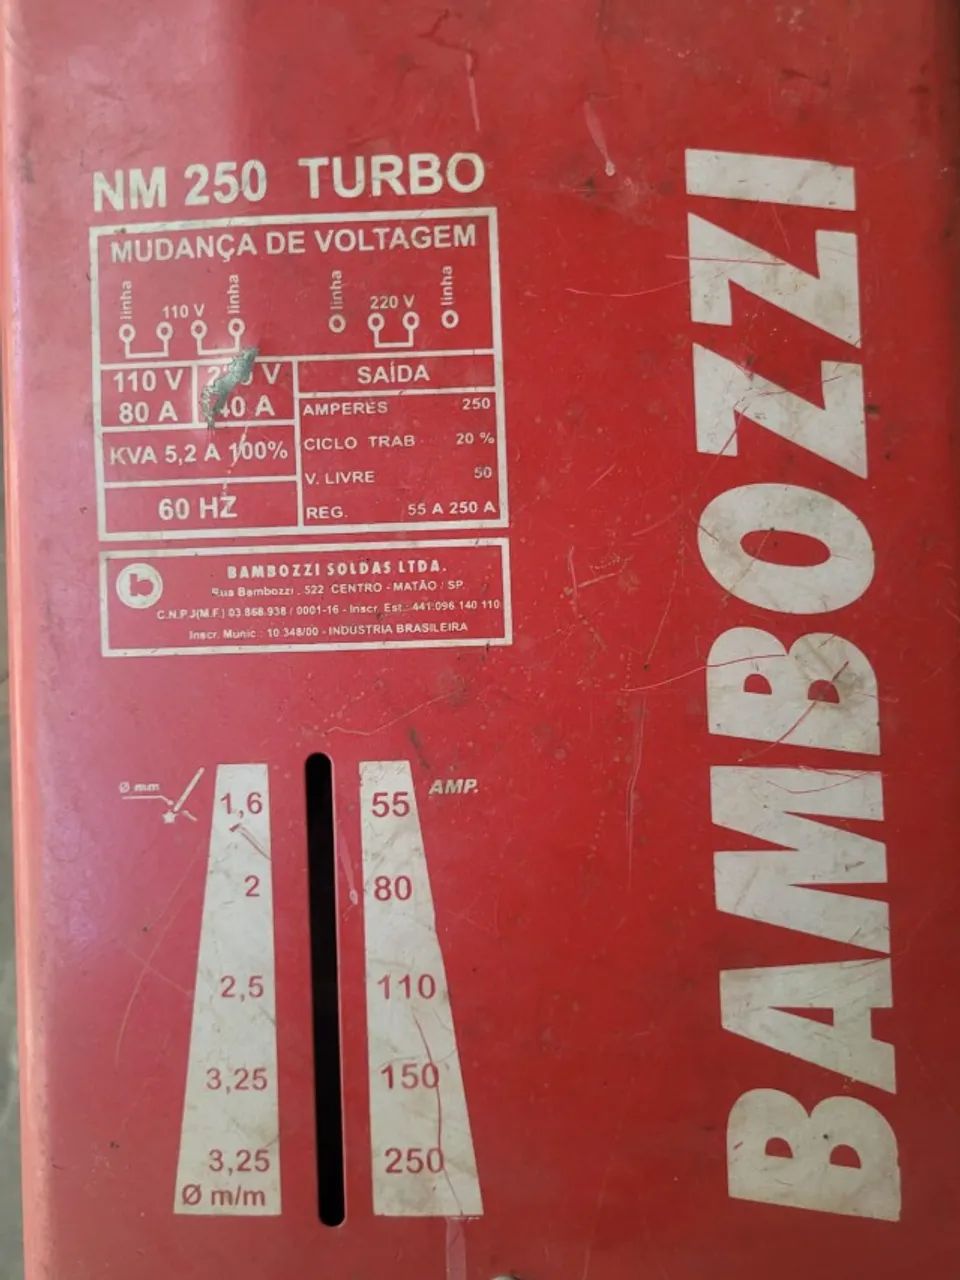 NM 250 TURBO
MUDANÇA DE VOLTAGEM
linha 110 V linha
linha 220 V linha
110 V
80 A
40 A
KVA 5,2 A 100%
60 HZ
SAÍDA
AMPERES 250
CICLO TRAB 20 %
V. LIVRE 50
REG. 55 A 250 A
b
BAMBOZZI SOLDAS LTDA.
Rua Bambozzi . 522 CENTRO - MATÃO / SP.
C.N.P.J(M.F.) 03.868.938 / 0001-16 - Inscr. Est.: 441.096.140.110
Inscr. Munic.: 10.348/00 - INDÚSTRIA BRASILEIRA
Ø m/m AMP.
1,6 55
2 80
2,5 110
3,25 150
3,25 250
Ø m/m
BAMBOZZI